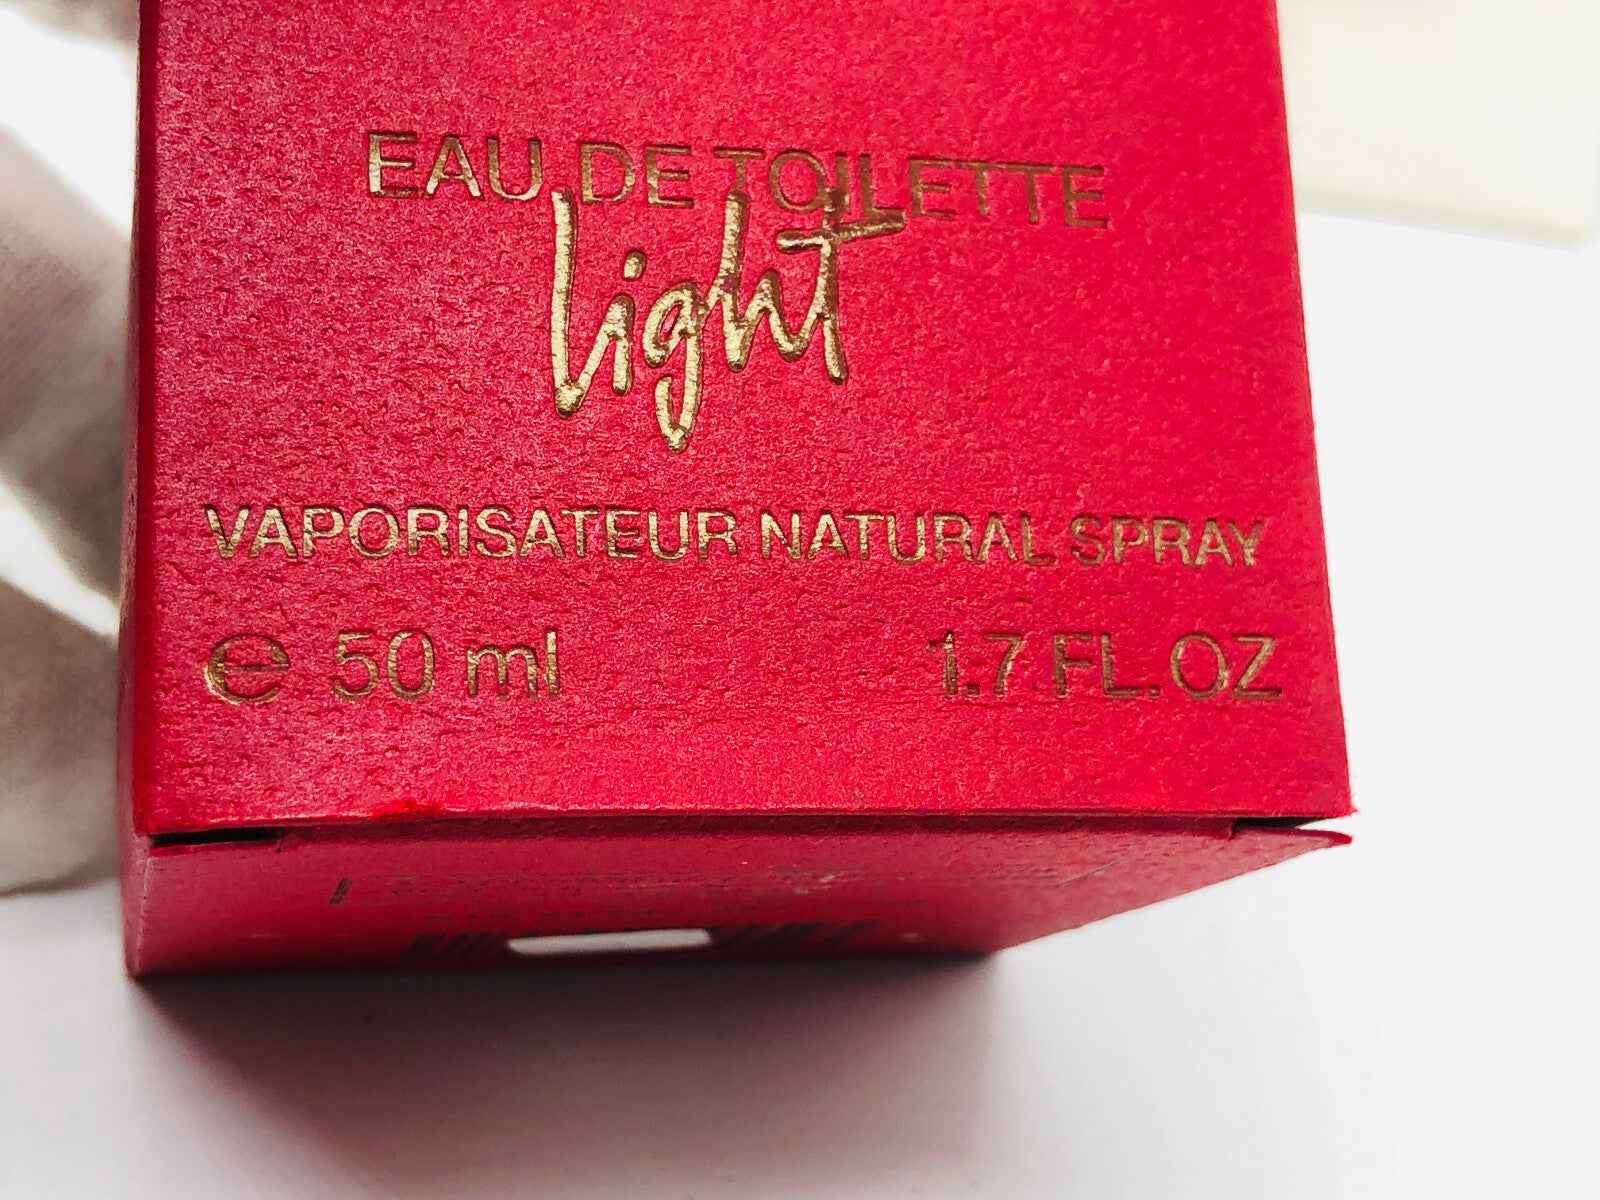 EAU DE TOILETTE
light
VAPORISATEUR NATURAL SPRAY
℮ 50 ml 1.7 FL.OZ